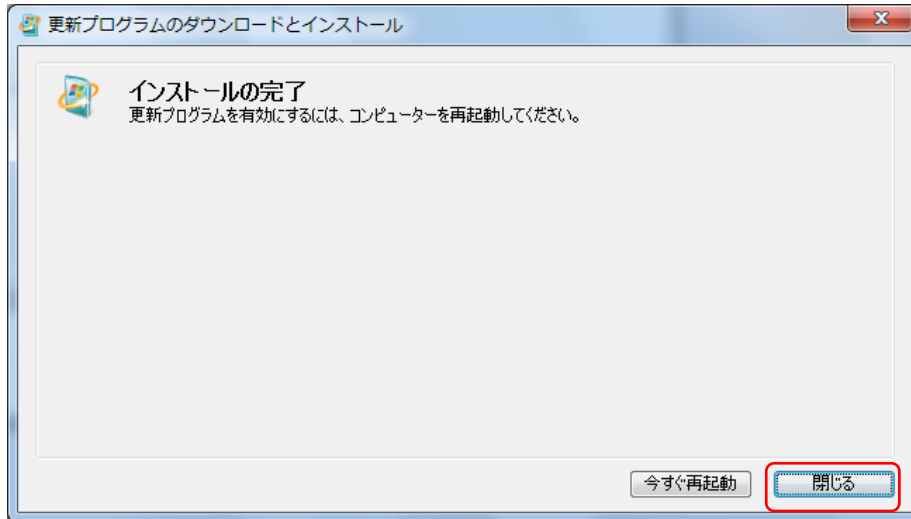 更新プログラムのダウンロードとインストール
インストールの完了
更新プログラムを有効にするには、コンピューターを再起動してください。
今すぐ再起動
閉じる